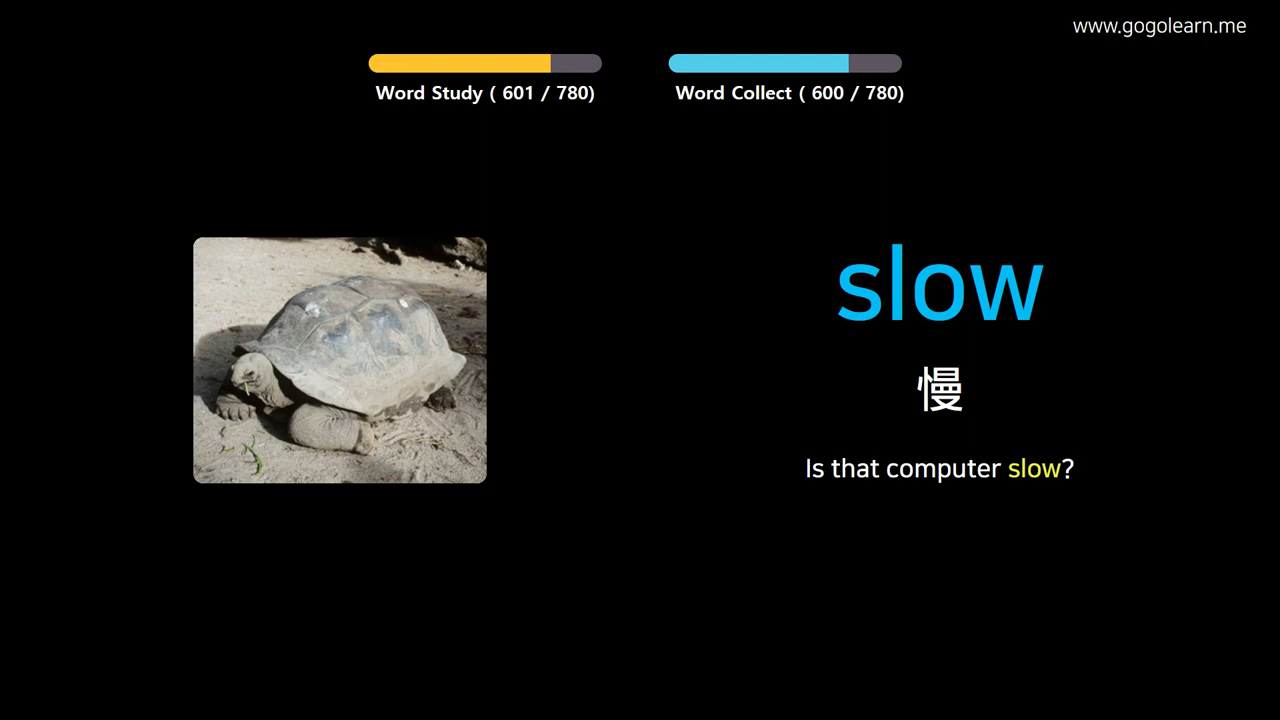 www.gogolearn.me
Word Study ( 601 / 780)
Word Collect ( 600 / 780)
slow
慢
Is that computer slow?